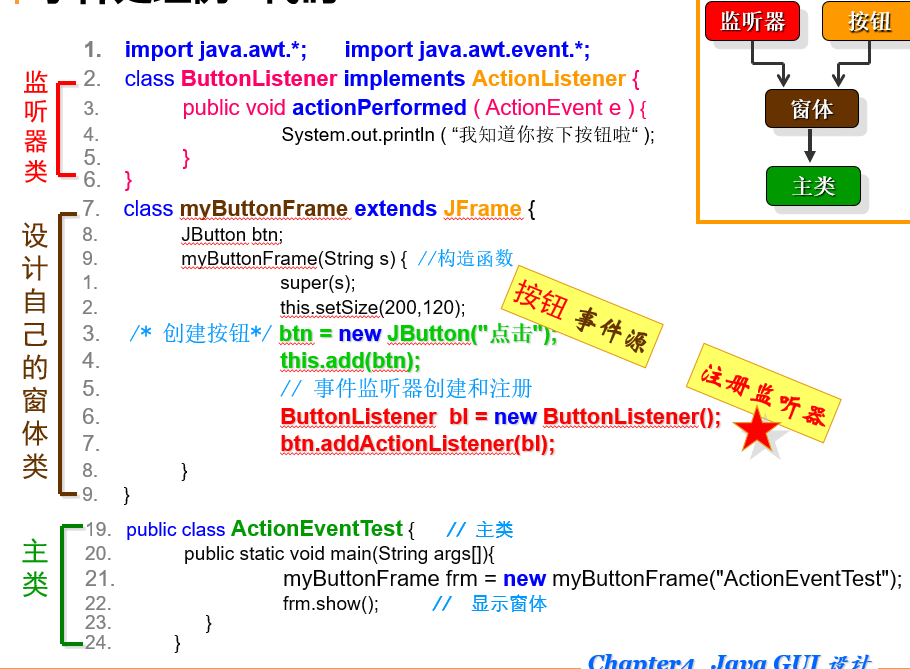 1. import java.awt.*; import java.awt.event.*;
2. class ButtonListener implements ActionListener {
3. public void actionPerformed ( ActionEvent e ) {
4. System.out.println ( “我知道你按下按钮啦“ );
5. }
6. }
监听器类
7. class myButtonFrame extends JFrame {
8. JButton btn;
9. myButtonFrame(String s) { //构造函数
1. super(s);
2. this.setSize(200,120);
3. /* 创建按钮*/ btn = new JButton("点击");
4. this.add(btn);
5. // 事件监听器创建和注册
6. ButtonListener bl = new ButtonListener();
7. btn.addActionListener(bl);
8. }
9. }
设计自己的窗体类
按钮 事件源
注册监听器
19. public class ActionEventTest { // 主类
20. public static void main(String args[]){
21. myButtonFrame frm = new myButtonFrame("ActionEventTest");
22. frm.show(); // 显示窗体
23. }
24. }
主类
监听器
按钮
窗体
主类
Chapter4 Java GUI 设计